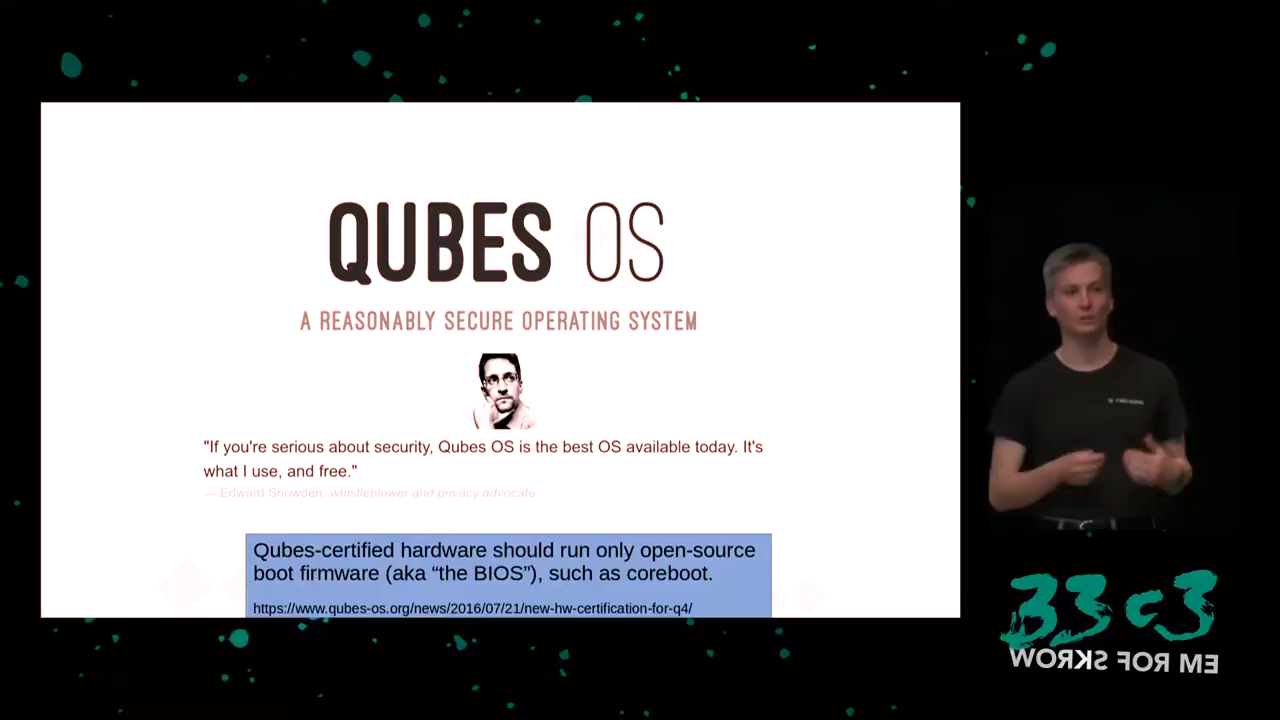 QUBES OS
A REASONABLY SECURE OPERATING SYSTEM
"If you're serious about security, Qubes OS is the best OS available today. It's
what I use, and free."
— Edward Snowden, whistleblower and privacy advocate
Qubes-certified hardware should run only open-source
boot firmware (aka “the BIOS”), such as coreboot.
https://www.qubes-os.org/news/2016/07/21/new-hw-certification-for-q4/
33c3
WORKS FOR ME